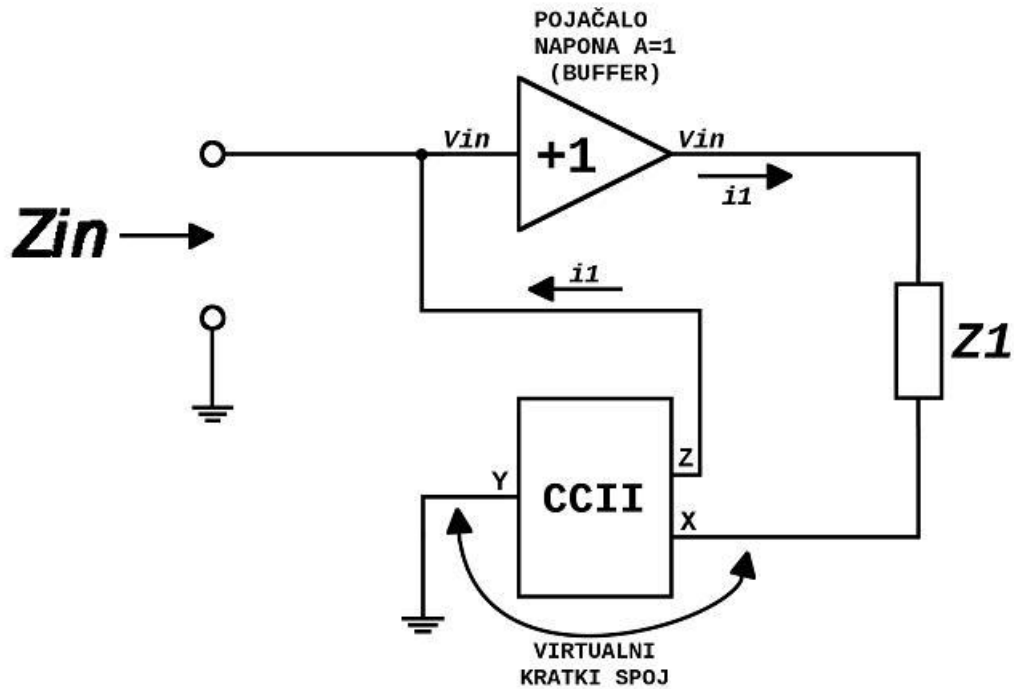 POJAČALO
NAPONA A=1
(BUFFER)
Vin
+1
Vin
i1
Zin
i1
Z1
Z
Y
CCII
X
VIRTUALNI
KRATKI SPOJ